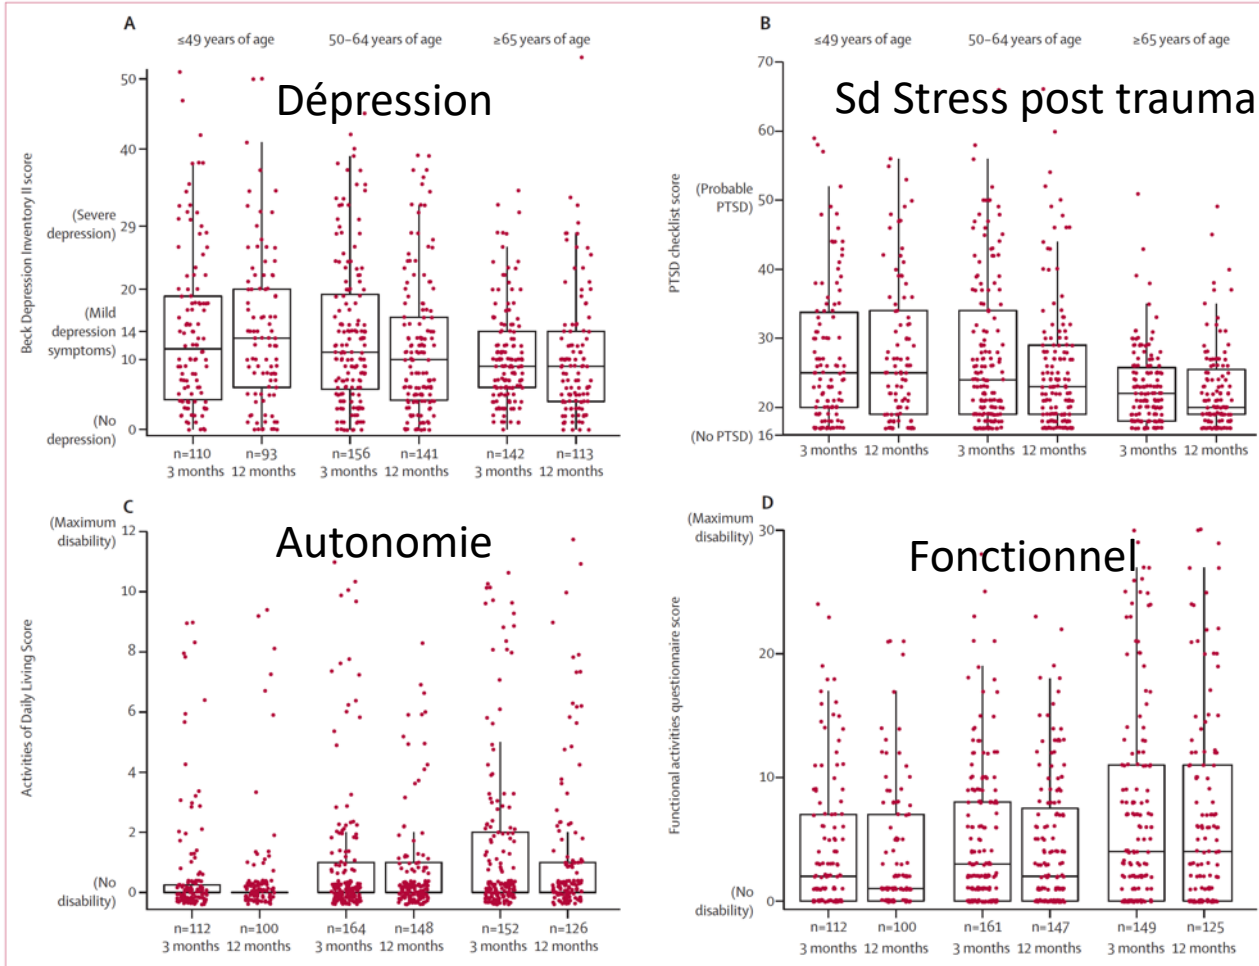 A
≤49 years of age 50–64 years of age ≥65 years of age
Dépression
Beck Depression Inventory II score
50
40
(Severe
depression)
29
20
(Mild
depression
symptoms)
14
10
(No
depression)
0
n=110 n=93 n=156 n=141 n=142 n=113
3 months 12 months 3 months 12 months 3 months 12 months
B
≤49 years of age 50–64 years of age ≥65 years of age
Sd Stress post trauma
PTSD checklist score
70
60
(Probable
PTSD)
50
40
30
20
(No PTSD) 16
3 months 12 months 3 months 12 months 3 months 12 months
C
Autonomie
Activities of Daily Living Score
(Maximum
disability)
12
10
8
6
4
2
(No
disability)
0
n=112 n=100 n=164 n=148 n=152 n=126
3 months 12 months 3 months 12 months 3 months 12 months
D
Fonctionnel
Functional activities questionnaire score
(Maximum
disability)
30
20
10
(No
disability)
0
n=112 n=100 n=161 n=147 n=149 n=125
3 months 12 months 3 months 12 months 3 months 12 months